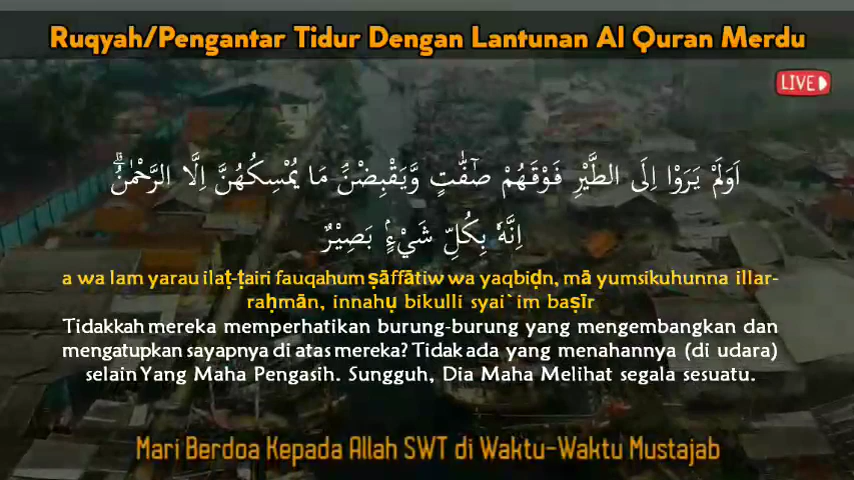 Ruqyah/Pengantar Tidur Dengan Lantunan Al Quran Merdu
LIVE
اَوَلَمْ يَرَوْا اِلَى الطَّيْرِ فَوْقَهُمْ صٰۤفّٰتٍ وَّيَقْبِضْنَۘ مَا يُمْسِكُهُنَّ اِلَّا الرَّحْمٰنُۗ
اِنَّهٗ بِكُلِّ شَيْءٍۢ بَصِيْرٌ
a wa lam yarau ilaṭ-ṭairi fauqahum ṣāffātiw wa yaqbiḍn, mā yumsikuhunna illar-
raḥmān, innahụ bikulli syai`im baṣīr
Tidakkah mereka memperhatikan burung-burung yang mengembangkan dan
mengatupkan sayapnya di atas mereka? Tidak ada yang menahannya (di udara)
selain Yang Maha Pengasih. Sungguh, Dia Maha Melihat segala sesuatu.
Mari Berdoa Kepada Allah SWT di Waktu-Waktu Mustajab